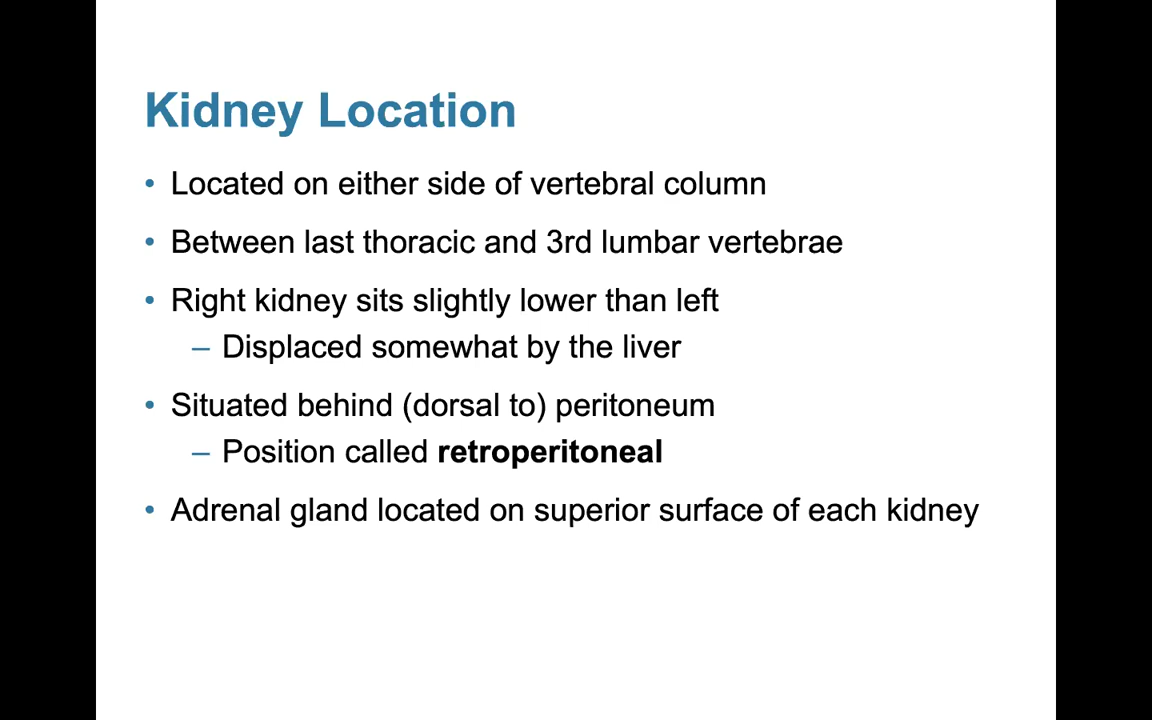 Kidney Location
• Located on either side of vertebral column
• Between last thoracic and 3rd lumbar vertebrae
• Right kidney sits slightly lower than left
– Displaced somewhat by the liver
• Situated behind (dorsal to) peritoneum
– Position called retroperitoneal
• Adrenal gland located on superior surface of each kidney